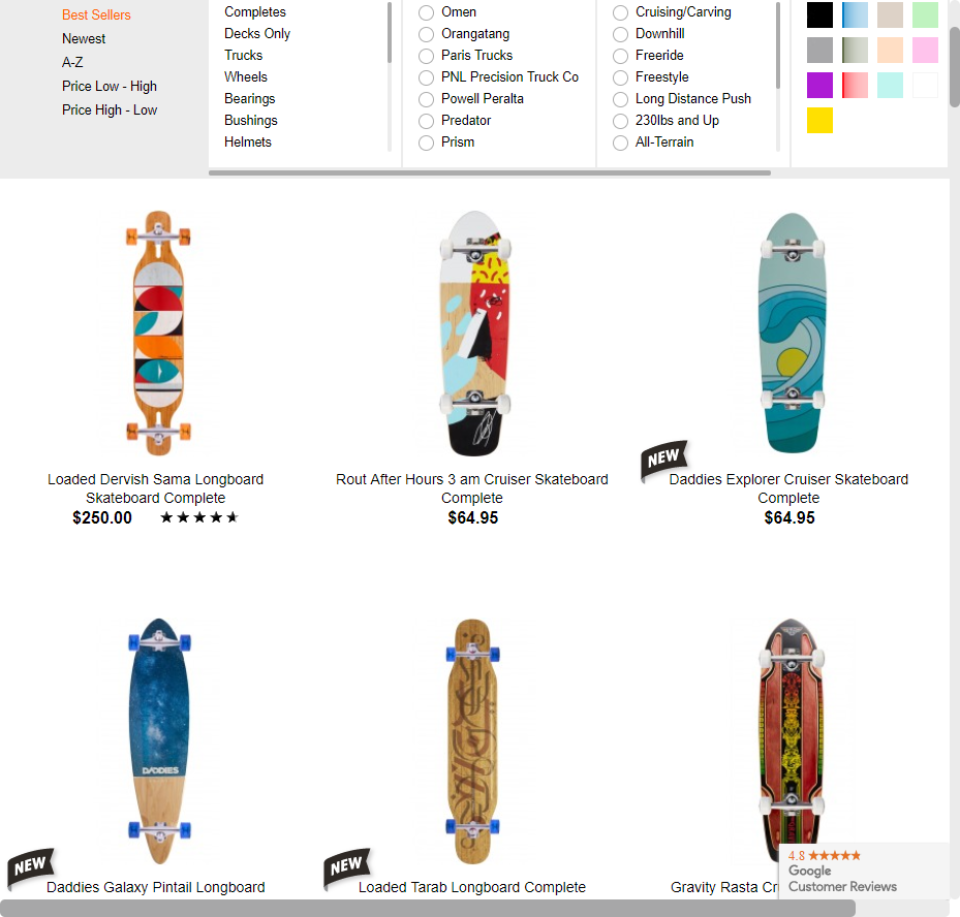 Best Sellers
Newest
A-Z
Price Low - High
Price High - Low
Completes
Decks Only
Trucks
Wheels
Bearings
Bushings
Helmets
Omen
Orangatang
Paris Trucks
PNL Precision Truck Co
Powell Peralta
Predator
Prism
Cruising/Carving
Downhill
Freeride
Freestyle
Long Distance Push
230lbs and Up
All-Terrain
Loaded Dervish Sama Longboard
Skateboard Complete
$250.00
Rout After Hours 3 am Cruiser Skateboard
Complete
$64.95
NEW
Daddies Explorer Cruiser Skateboard
Complete
$64.95
DADDIES
NEW
Daddies Galaxy Pintail Longboard
NEW
Loaded Tarab Longboard Complete
Gravity Rasta Cr
4.8
Google
Customer Reviews